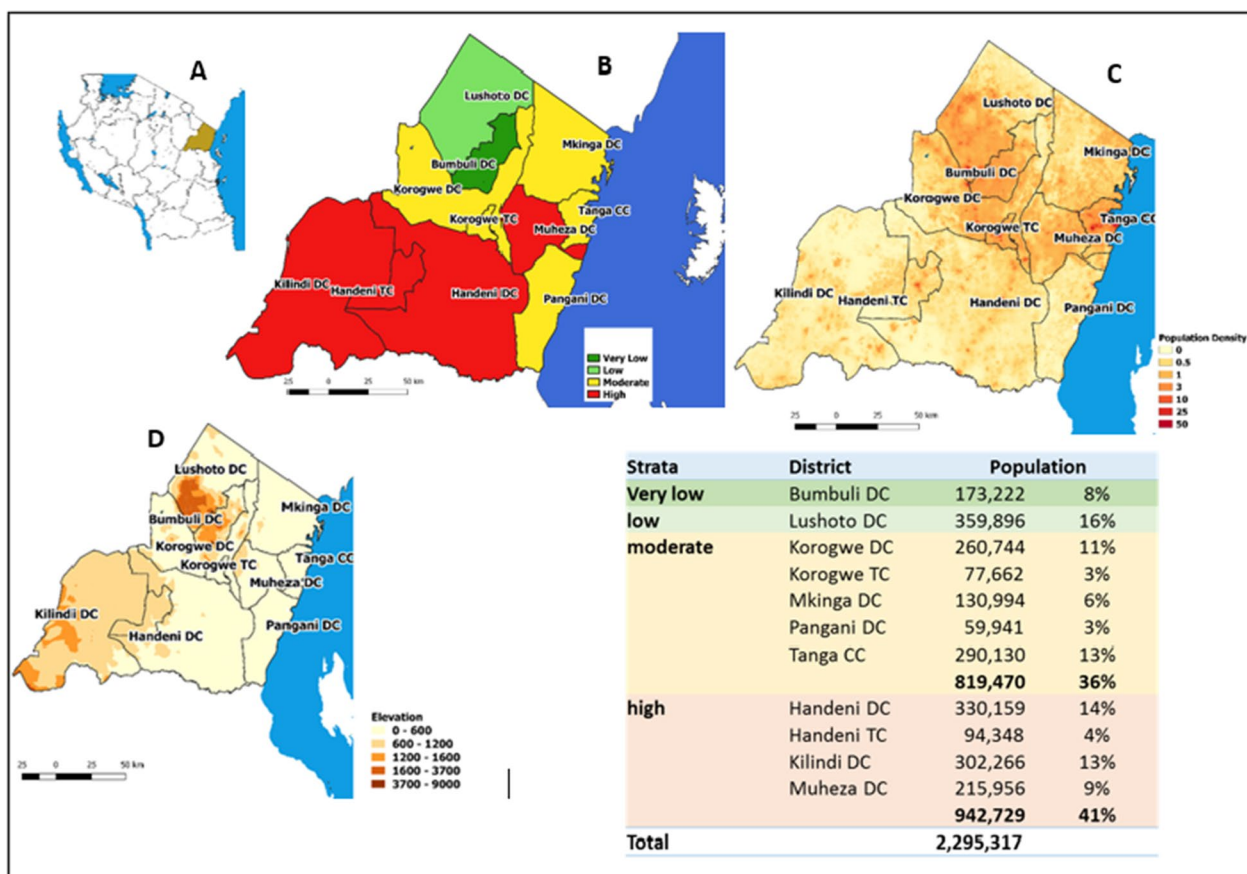 A
B
Lushoto DC
Mkinga DC
Bumbuli DC
Korogwe DC
Korogwe TC
Tanga CC
Muheza DC
Kilindi DC
Handeni TC
Handeni DC
Pangani DC
Very Low
Low
Moderate
High
25 0 25 50 km
C
Lushoto DC
Mkinga DC
Bumbuli DC
Korogwe DC
Tanga CC
Korogwe TC
Muheza DC
Kilindi DC
Handeni TC
Handeni DC
Pangani DC
Population Density
0
0.5
1
3
10
25
50
25 0 25 50 km
D
Lushoto DC
Mkinga DC
Bumbuli DC
Korogwe DC
Tanga CC
Korogwe TC
Muheza DC
Kilindi DC
Handeni DC
Pangani DC
Elevation
0 - 600
600 - 1200
1200 - 1600
1600 - 3700
3700 - 9000
25 0 25 50 km
Strata District Population
Very low Bumbuli DC 173,222 8%
low Lushoto DC 359,896 16%
moderate Korogwe DC 260,744 11%
Korogwe TC 77,662 3%
Mkinga DC 130,994 6%
Pangani DC 59,941 3%
Tanga CC 290,130 13%
819,470 36%
high Handeni DC 330,159 14%
Handeni TC 94,348 4%
Kilindi DC 302,266 13%
Muheza DC 215,956 9%
942,729 41%
Total 2,295,317